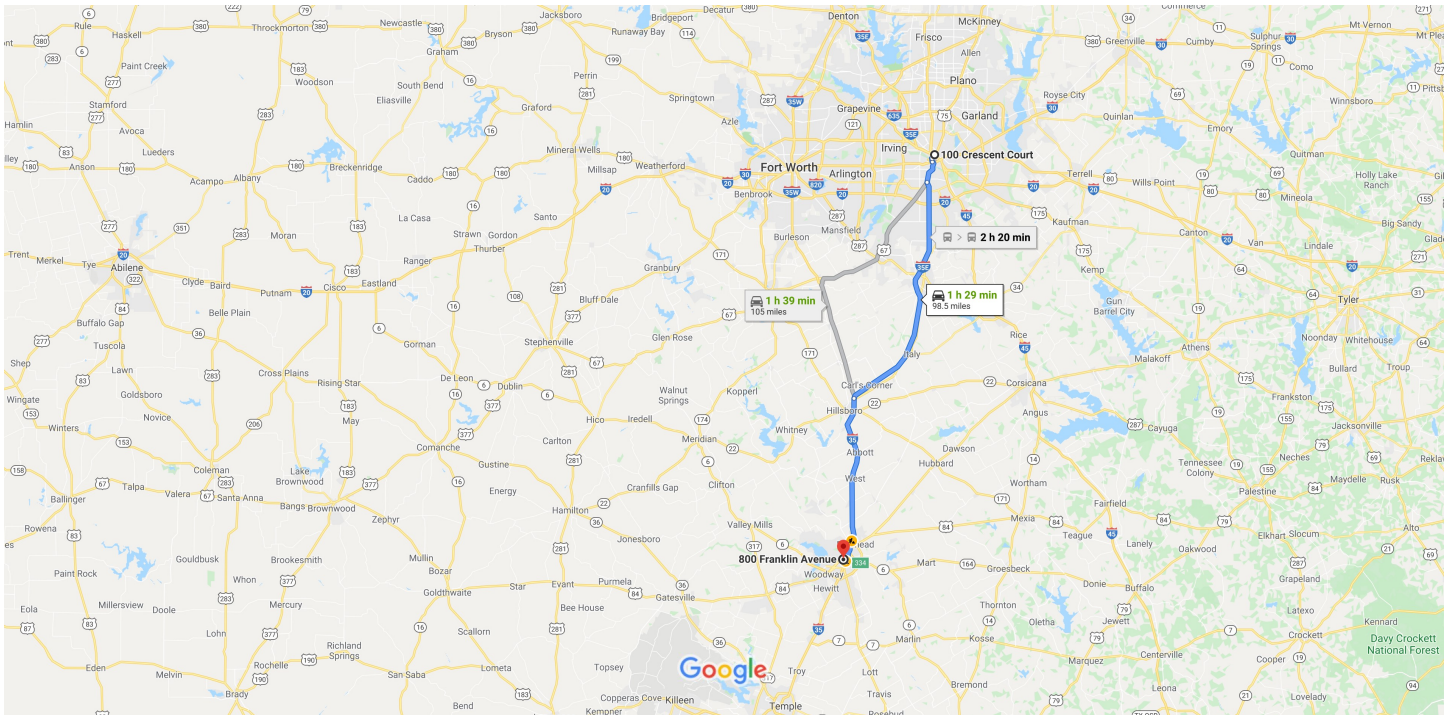 Rule
Haskell
Throckmorton
Newcastle
Bryson
Jacksboro
Runaway Bay
Bridgeport
Decatur
Denton
McKinney
Frisco
Allen
Greenville
Commerce
Cumby
Sulphur
Springs
Mt Vernon
Paint Creek
Graham
Woodson
South Bend
Eliasville
Perrin
Graford
Springtown
Azle
Grapevine
Plano
Garland
Royse City
Quinlan
Como
Winnsboro
Stamford
Hamlin
Avoca
Lueders
Anson
Breckenridge
Caddo
Mineral Wells
Millsap
Weatherford
Fort Worth
Arlington
Irving
100 Crescent Court
Terrell
Wills Point
Emory
Quitman
Holly Lake
Ranch
Mineola
Acampo
Albany
Benbrook
La Casa
Santo
Strawn
Gordon
Thurber
Moran
Ranger
Burleson
Mansfield
2 h 20 min
Kaufman
Canton
Van
Lindale
Big Sandy
Trent
Merkel
Tye
Abilene
Clyde
Baird
Putnam
Cisco
Eastland
Granbury
Kemp
Tyler
Gun
Barrel City
1 h 39 min
105 miles
1 h 29 min
98.5 miles
Buffalo Gap
Belle Plain
Bluff Dale
Tuscola
Gorman
Stephenville
Glen Rose
Rice
Athens
Noonday
Whitehouse
Malakoff
Bullard
Troup
Italy
Shep
Lawn
Cross Plains
Rising Star
De Leon
Dublin
Walnut
Springs
Kopperl
Carl's Corner
Corsicana
Goldsboro
Wingate
Novice
May
Hico
Iredell
Hillsboro
Angus
Frankston
Winters
Comanche
Carlton
Meridian
Whitney
Abbott
Dawson
Cayuga
Jacksonville
Coleman
Lake
Brownwood
Gustine
Cranfills Gap
Clifton
West
Hubbard
Wortham
Tennessee
Colony
Neches
Maydelle
Rusk
Reklaw
Ballinger
Talpa
Valera
Santa Anna
Bangs
Brownwood
Zephyr
Energy
Hamilton
Valley Mills
Mexia
Fairfield
Palestine
Rowena
Teague
Lanely
Oakwood
Elkhart
Slocum
Alto
Gouldbusk
Brookesmith
Mullin
Jonesboro
800 Franklin Avenue
Woodway
Hewitt
Mart
Groesbeck
Donie
Buffalo
Grapeland
Paint Rock
Whon
Bozar
Goldthwaite
Star
Evant
Purmela
Gatesville
Bee House
Millersview
Doole
Mercury
Eola
Lohn
Scallorn
Thornton
Kosse
Oletha
Jewett
Latexo
Kennard
Marlin
Centerville
Crockett
Davy Crockett
National Forest
Richland
Springs
Rochelle
Eden
Melvin
Brady
San Saba
Lometa
Bend
Topsey
Copperas Cove
Kempner
Killeen
Google
Troy
Temple
Lott
Travis
Rosebud
Bremond
Marquez
Leona
Cooper
Lovelady